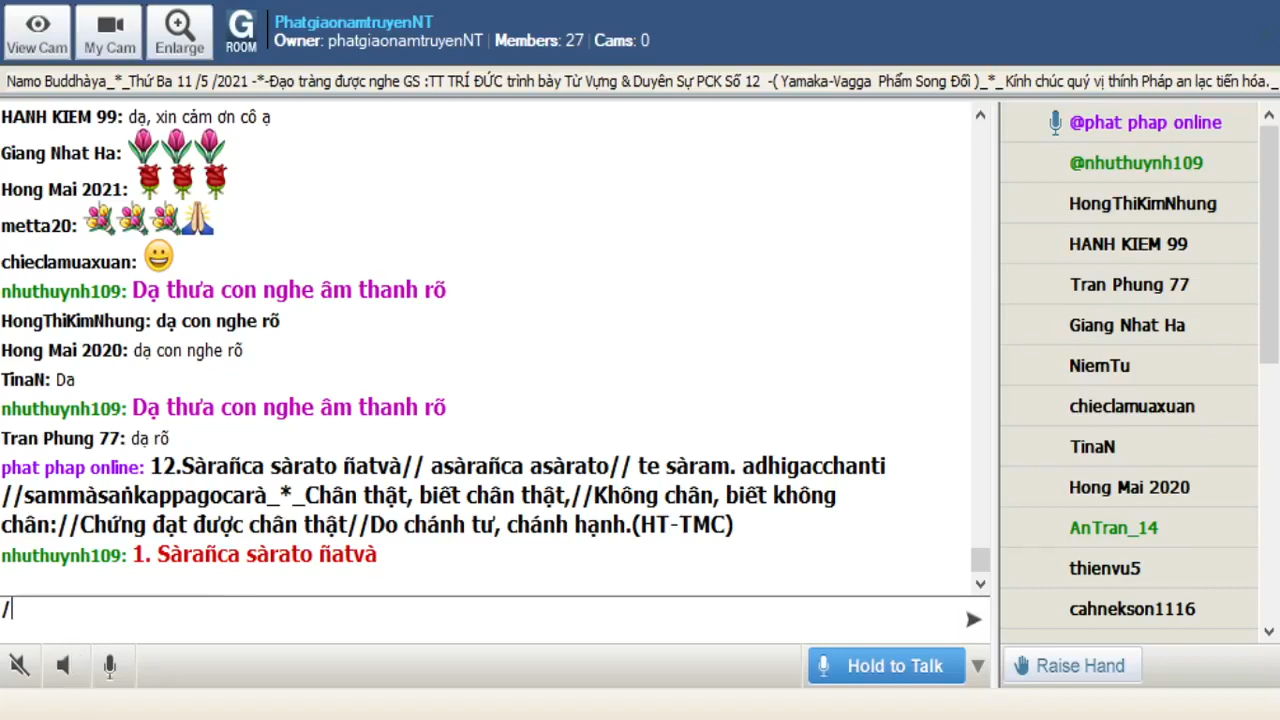 View Cam
My Cam
Enlarge
G
ROOM
PhatgiaonamtruyenNT
Owner: phatgiaonamtruyenNT | Members: 27 | Cams: 0
Namo Buddhàya_*_Thứ Ba 11 /5 /2021 -*-Đạo tràng được nghe GS :TT TRÍ ĐỨC trình bày Từ Vựng & Duyên Sự PCK Số 12 -( Yamaka-Vagga Phẩm Song Đối )_*_ Kính chúc quý vị thính Pháp an lạc tiến hóa._
HANH KIEM 99: dạ, xin cảm ơn cô ạ
Giang Nhat Ha:
Hong Mai 2021:
metta20:
chieclamuaxuan:
nhuthuynh109: Dạ thưa con nghe âm thanh rõ
HongThiKimNhung: dạ con nghe rõ
Hong Mai 2020: dạ con nghe rõ
TinaN: Da
nhuthuynh109: Dạ thưa con nghe âm thanh rõ
Tran Phung 77: dạ rõ
phat phap online: 12.Sàrañca sàrato ñatvà// asàrañca asàrato// te sàram. adhigacchanti
//sammàsaṅkappagocarà_*_Chân thật, biết chân thật,//Không chân, biết không
chân://Chứng đạt được chân thật//Do chánh tư, chánh hạnh.(HT-TMC)
nhuthuynh109: 1. Sàrañca sàrato ñatvà
/
Hold to Talk
@phat phap online
@nhuthuynh109
HongThiKimNhung
HANH KIEM 99
Tran Phung 77
Giang Nhat Ha
NiemTu
chieclamuaxuan
TinaN
Hong Mai 2020
AnTran_14
thienvu5
cahnekson1116
Raise Hand